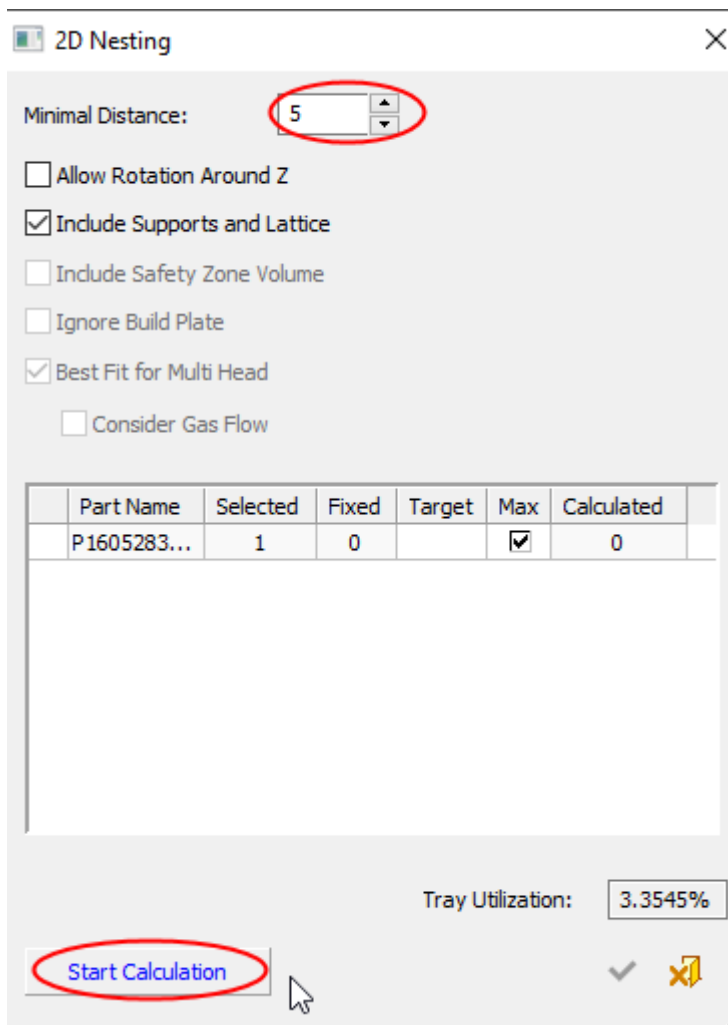 2D Nesting
Minimal Distance: 5
Allow Rotation Around Z
Include Supports and Lattice
Include Safety Zone Volume
Ignore Build Plate
Best Fit for Multi Head
Consider Gas Flow
Part Name Selected Fixed Target Max Calculated
P1605283... 1 0 0
Tray Utilization: 3.3545%
Start Calculation